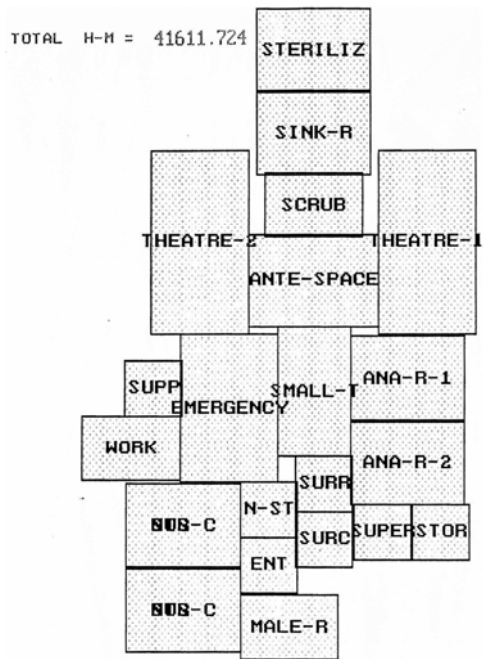 TOTAL H-M = 41611.724
STERILIZ
SINK-R
SCRUB
THEATRE-2
THEATRE-1
ANTE-SPACE
SUPP
EMERGENCY
SMALL-T
ANA-R-1
WORK
ANA-R-2
SURR
N-ST
SURC
SUPER
STOR
ENT
MALE-R